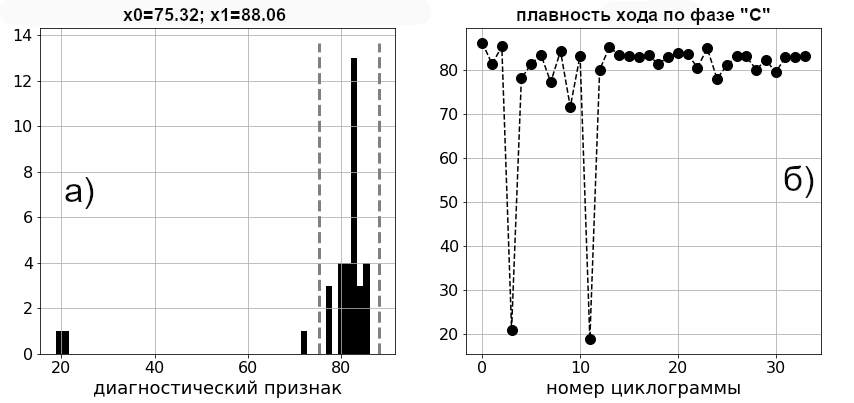 x0=75.32; x1=88.06
14
12
10
8
6
4
2
0
20 40 60 80
диагностический признак
а)
плавность хода по фазе "С"
80
70
60
50
40
30
20
0 10 20 30
номер циклограммы
б)